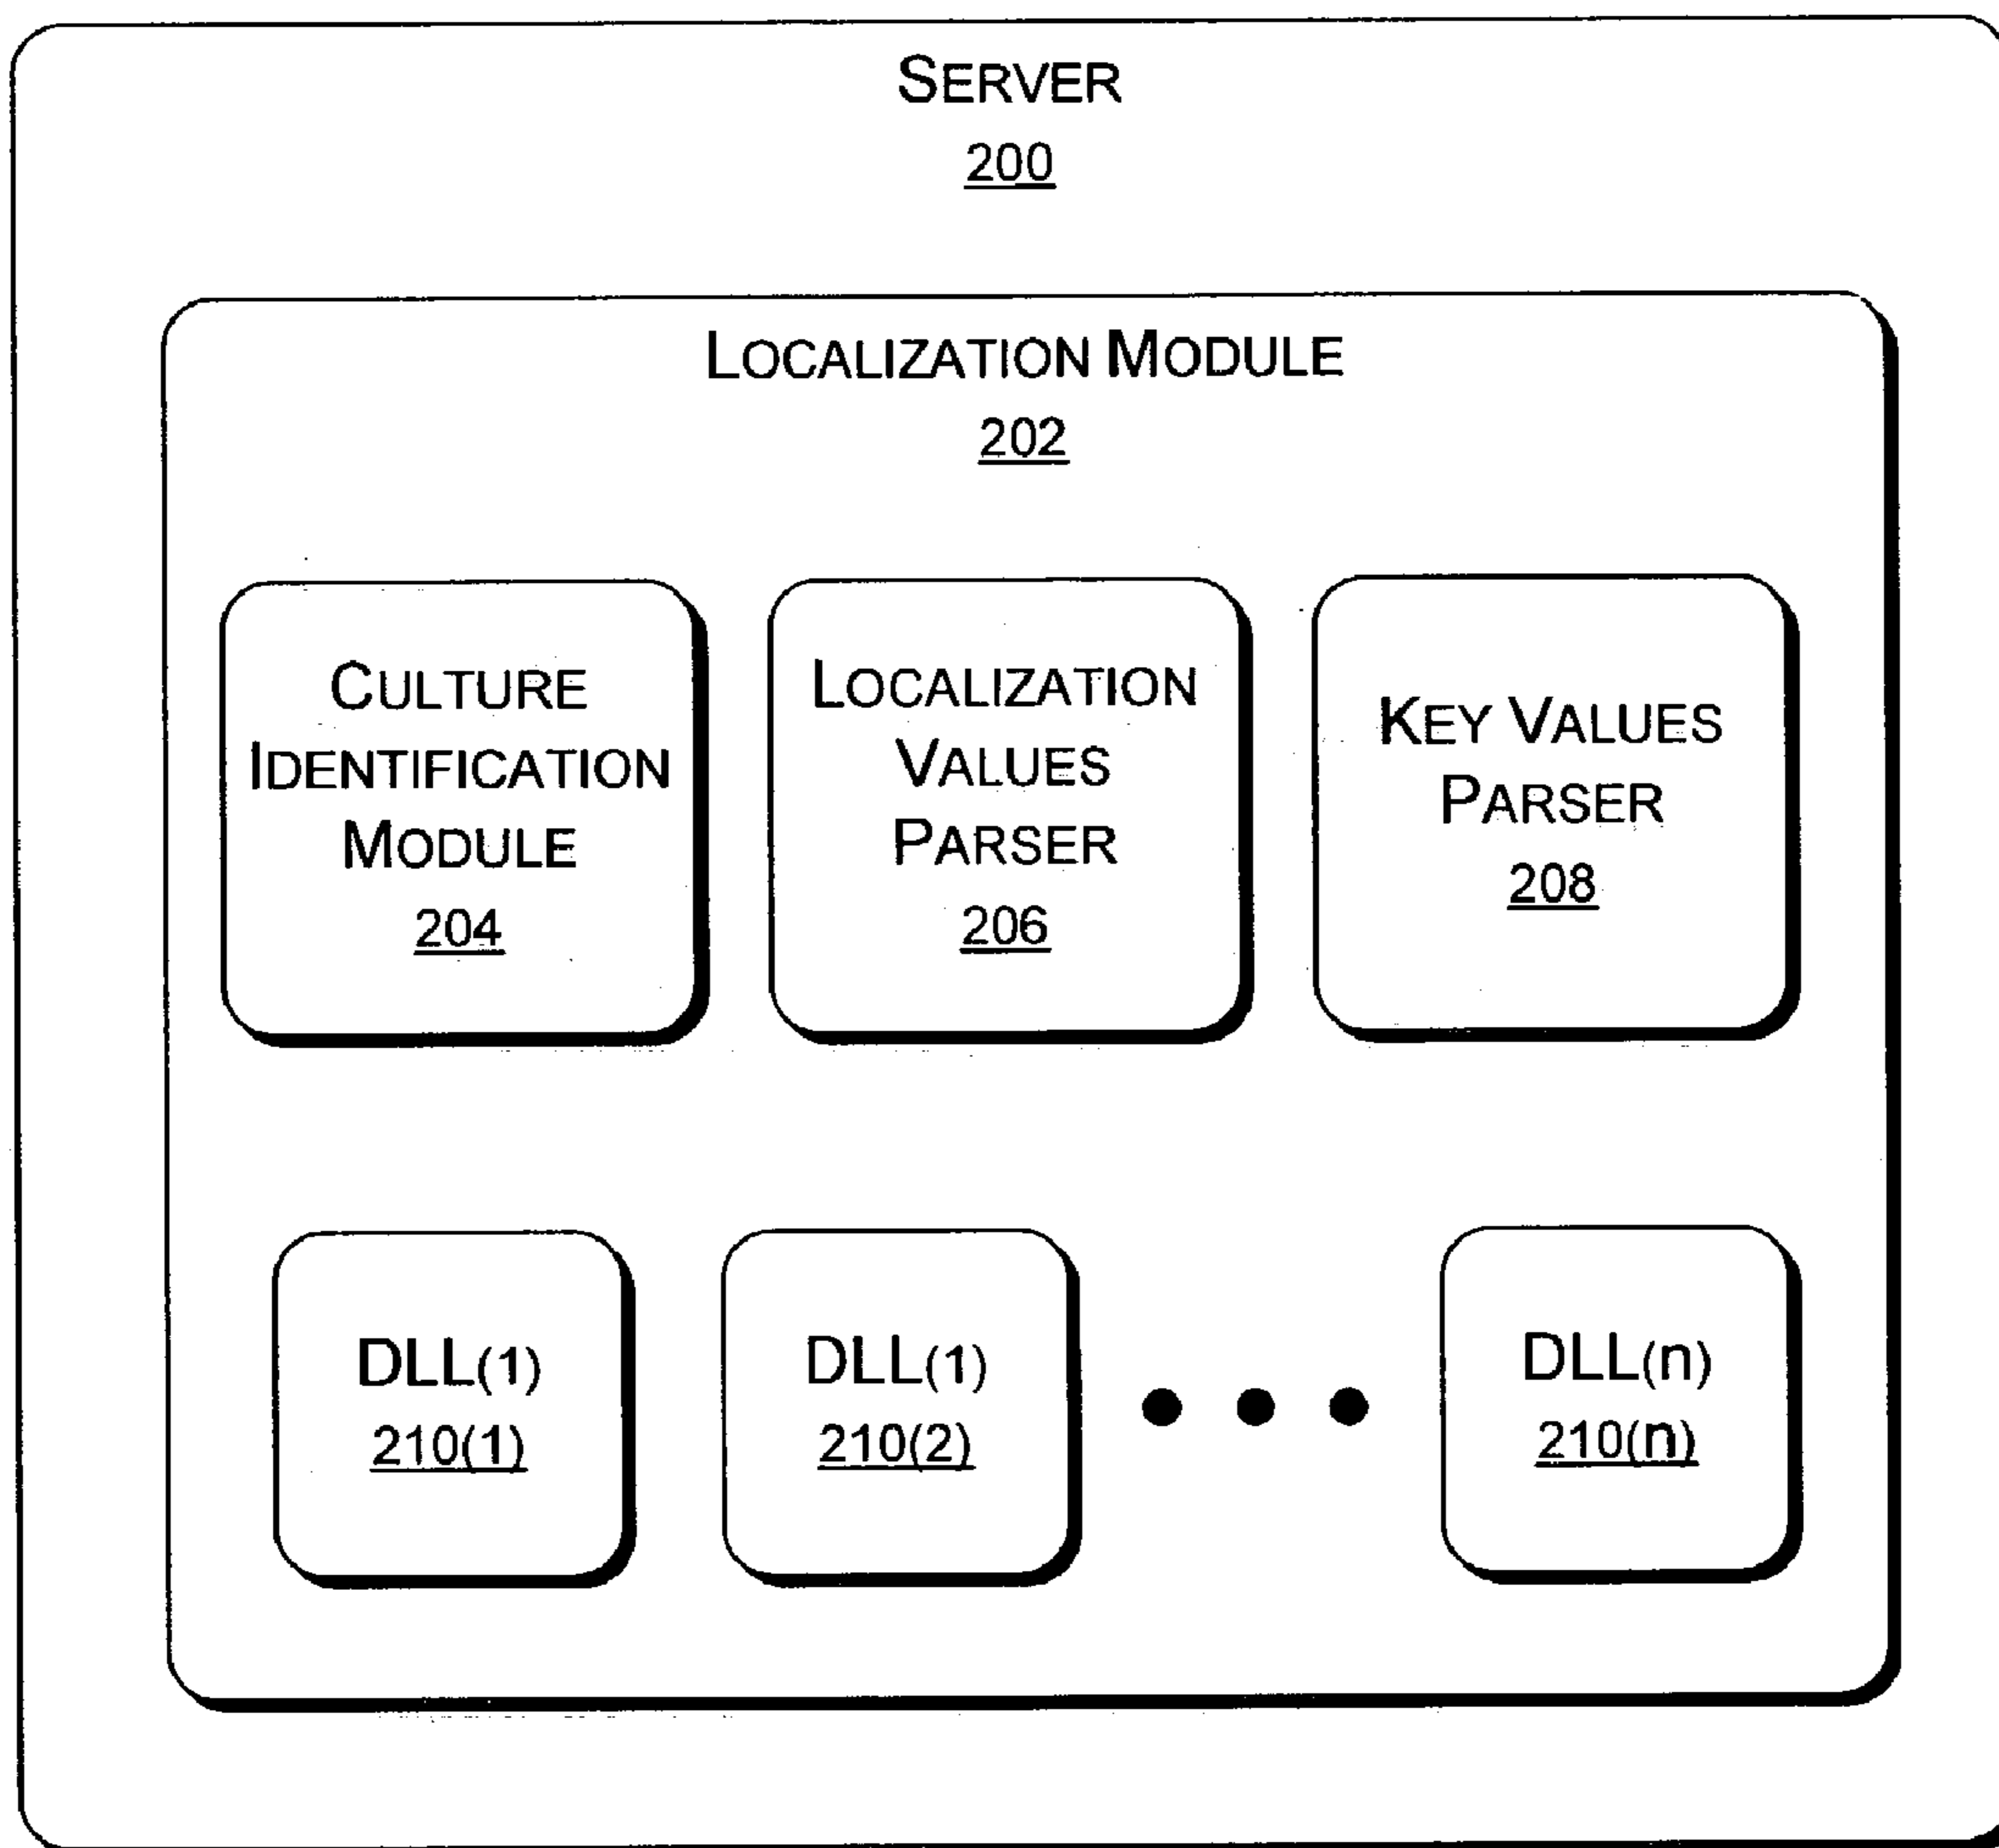 SERVER
200
LOCALIZATION MODULE
202
CULTURE
IDENTIFICATION
MODULE
204
LOCALIZATION
VALUES
PARSER
206
KEY VALUES
PARSER
208
DLL(1)
210(1)
DLL(1)
210(2)
DLL(n)
210(n)